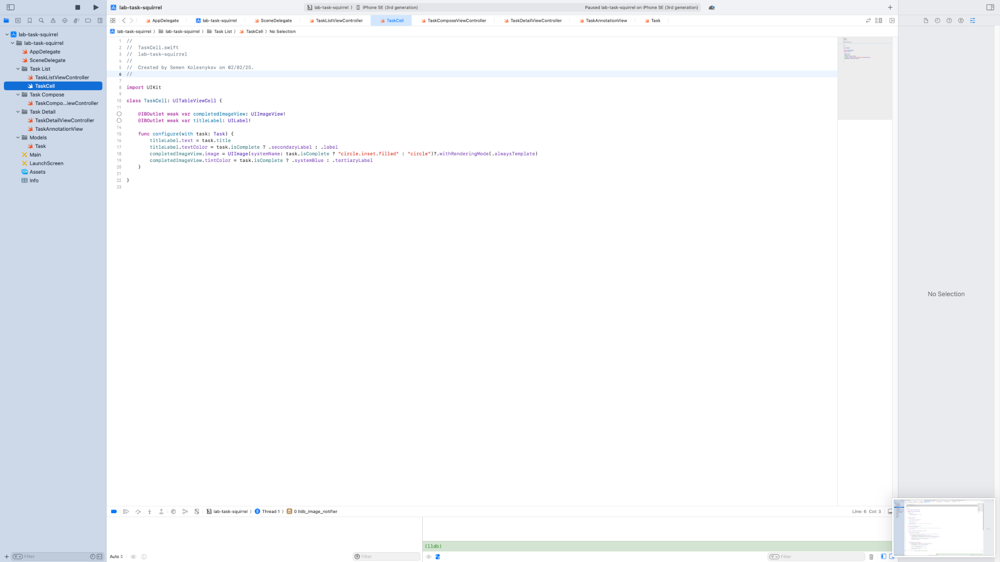 lab-task-squirrel
lab-task-squirrel 〉 iPhone SE (3rd generation)
Paused lab-task-squirrel on iPhone SE (3rd generation)
AppDelegate
lab-task-squirrel
SceneDelegate
TaskListViewController
TaskCell
TaskComposeViewController
TaskDetailViewController
TaskAnnotationView
Task
lab-task-squirrel 〉 lab-task-squirrel 〉 Task List 〉 TaskCell 〉 No Selection
lab-task-squirrel
lab-task-squirrel
AppDelegate
SceneDelegate
Task List
TaskListViewController
TaskCell
Task Compose
TaskCompo...iewController
Task Detail
TaskDetailViewController
TaskAnnotationView
Models
Task
Main
LaunchScreen
Assets
Info
Filter
1 //
2 //  TaskCell.swift
3 //  lab-task-squirrel
4 //
5 //  Created by Semen Kolesnykov on 02/02/25.
6 //
7
8 import UIKit
9
10 class TaskCell: UITableViewCell {
11
@IBOutlet weak var completedImageView: UIImageView!
@IBOutlet weak var titleLabel: UILabel!
14
15 func configure(with task: Task) {
16 titleLabel.text = task.title
17 titleLabel.textColor = task.isComplete ? .secondaryLabel : .label
18 completedImageView.image = UIImage(systemName: task.isComplete ? "circle.inset.filled" : "circle")?.withRenderingMode(.alwaysTemplate)
19 completedImageView.tintColor = task.isComplete ? .systemBlue : .tertiaryLabel
20 }
21
22 }
23
No Selection
lab-task-squirrel 〉 Thread 1 〉 0 lldb_image_notifier
Line: 6 Col: 3
(lldb)
Auto
Filter
Filter